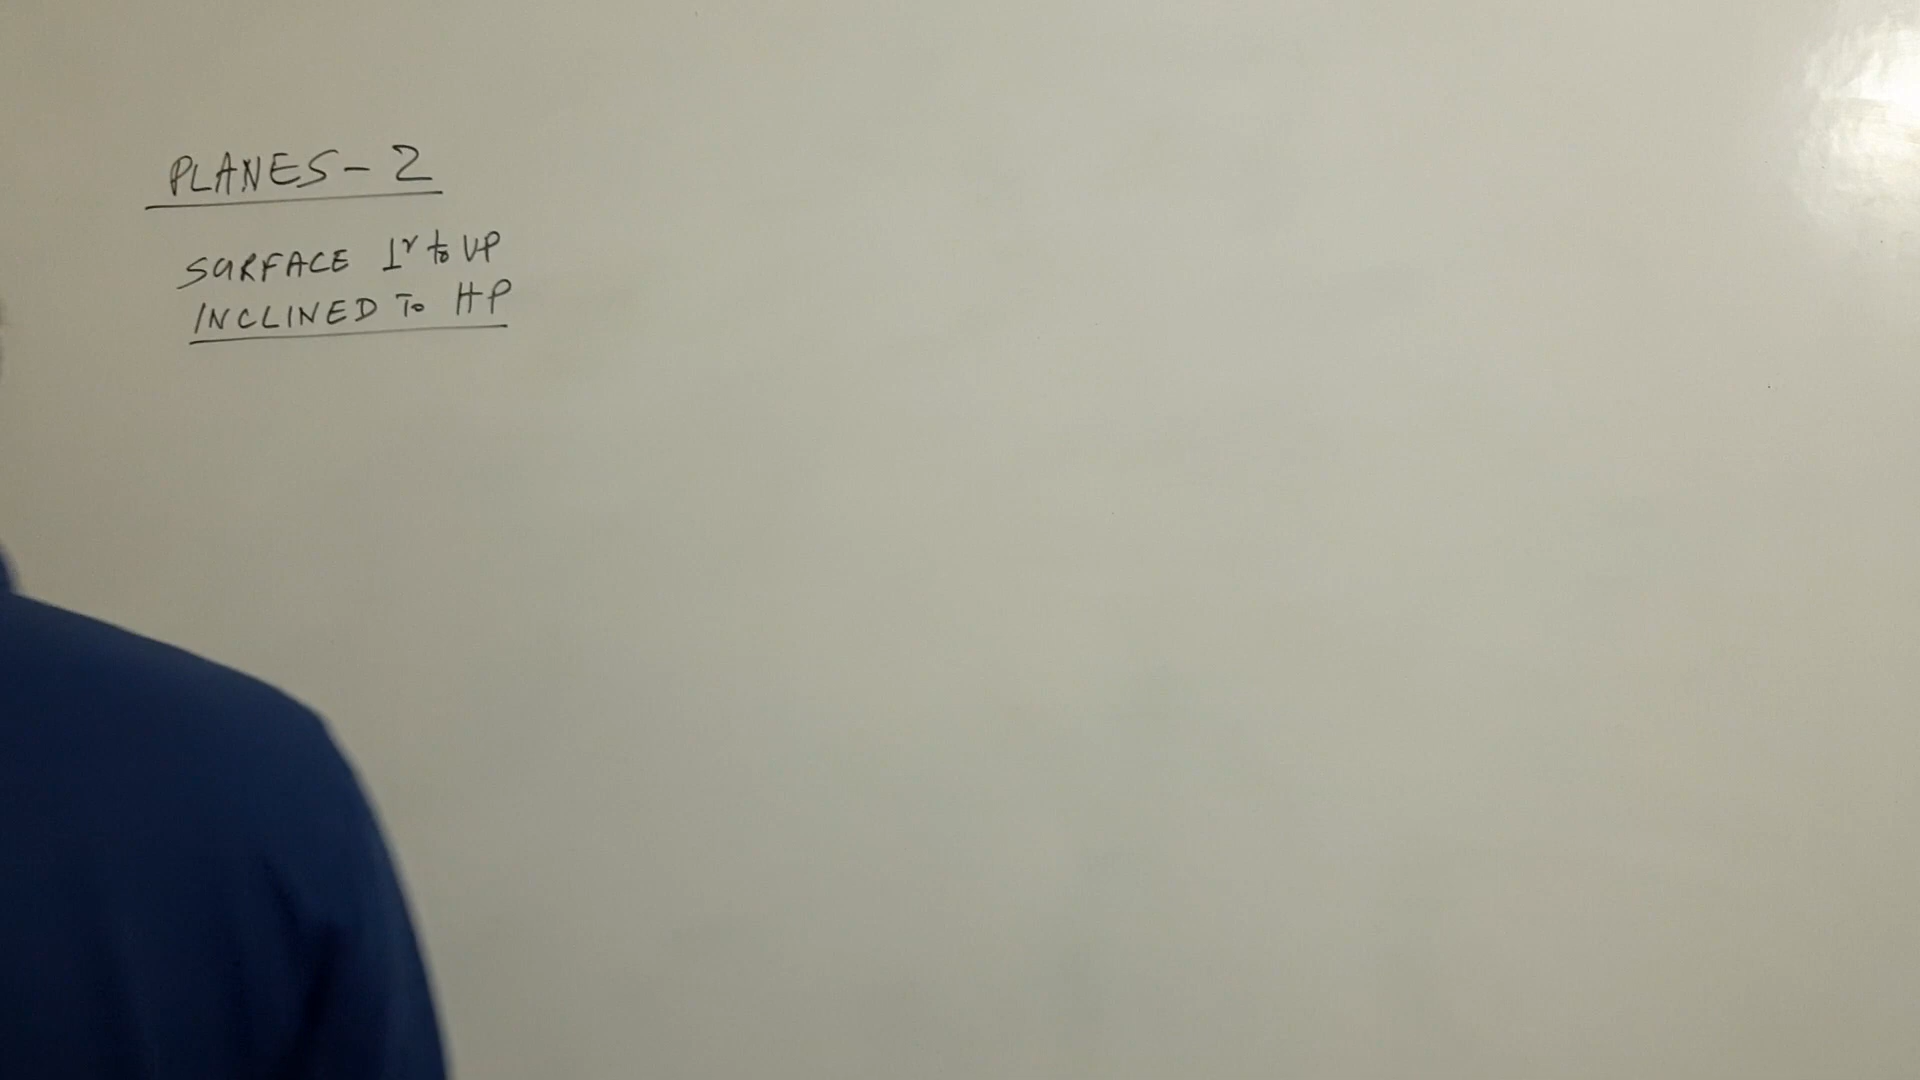 PLANES-2
SURFACE ⊥r to VP
INCLINED To HP